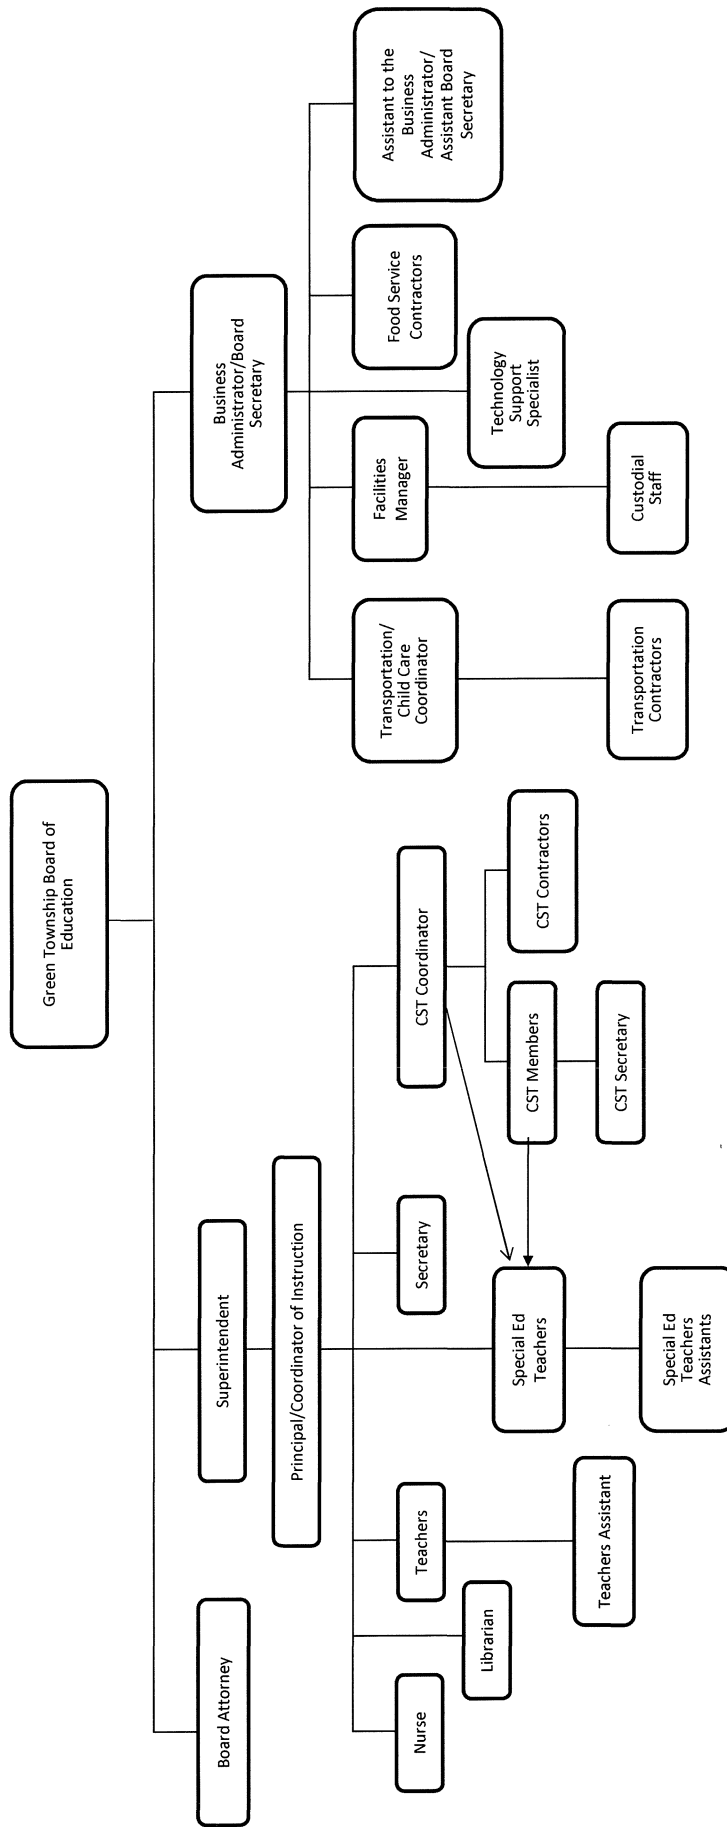 Green Township Board of
Education
Board Attorney
Superintendent
Business
Administrator/Board
Secretary
Principal/Coordinator of Instruction
Nurse
Librarian
Teachers
Teachers Assistant
Special Ed
Teachers
Special Ed
Teachers
Assistants
Secretary
CST Coordinator
CST Members
CST Contractors
CST Secretary
Transportation/
Child Care
Coordinator
Transportation
Contractors
Facilities
Manager
Custodial
Staff
Technology
Support
Specialist
Food Service
Contractors
Assistant to the
Business
Administrator/
Assistant Board
Secretary